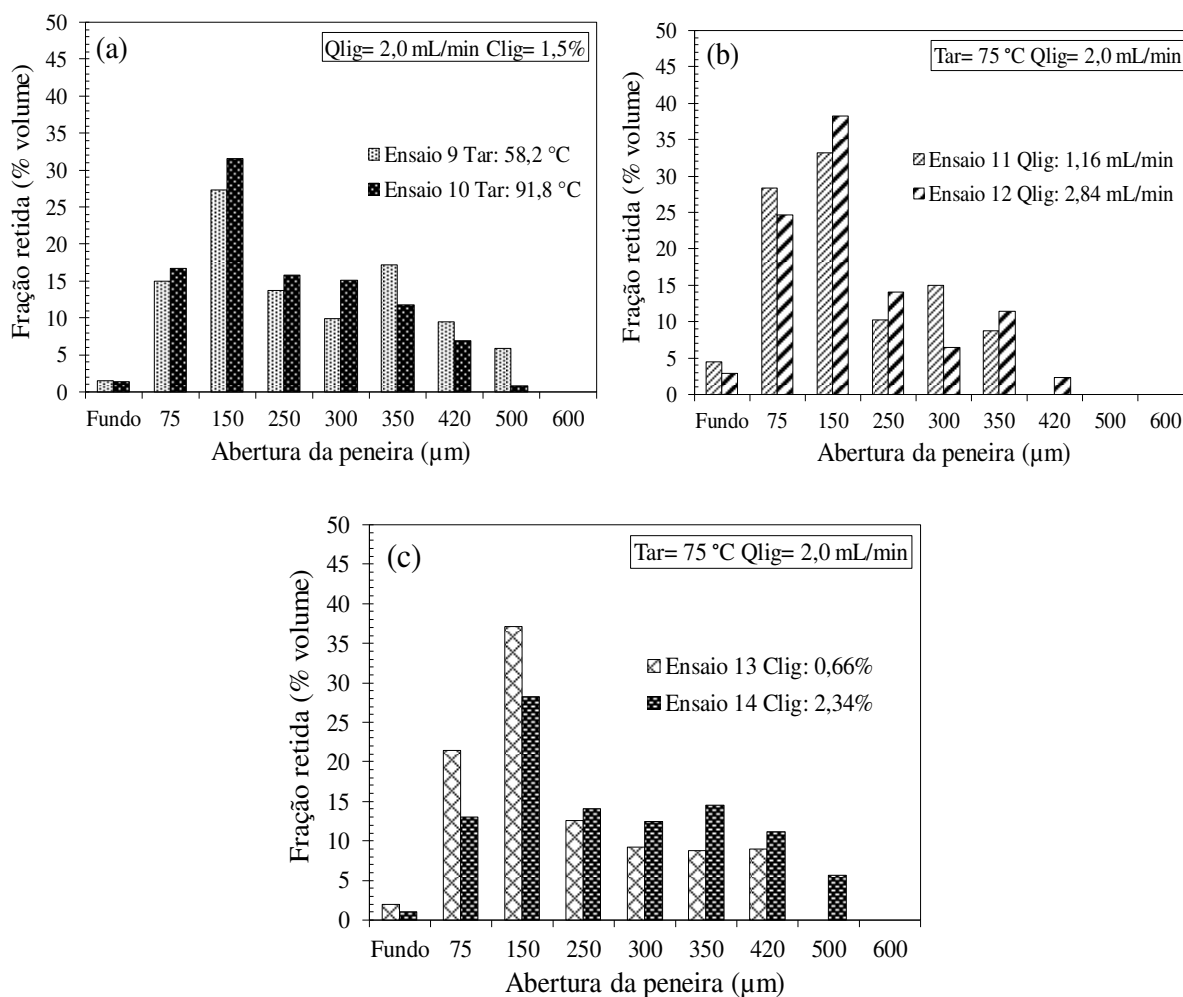 (a)
Qlig= 2,0 mL/min Clig= 1,5%
Fração retida (% volume)
50
45
40
35
30
25
20
15
10
5
0
Ensaio 9 Tar: 58,2 °C
Ensaio 10 Tar: 91,8 °C
Fundo 75 150 250 300 350 420 500 600
Abertura da peneira (µm)
(b)
Tar= 75 °C Qlig= 2,0 mL/min
Fração retida (% volume)
50
45
40
35
30
25
20
15
10
5
0
Ensaio 11 Qlig: 1,16 mL/min
Ensaio 12 Qlig: 2,84 mL/min
Fundo 75 150 250 300 350 420 500 600
Abertura da peneira (µm)
(c)
Tar= 75 °C Qlig= 2,0 mL/min
Fração retida (% volume)
50
45
40
35
30
25
20
15
10
5
0
Ensaio 13 Clig: 0,66%
Ensaio 14 Clig: 2,34%
Fundo 75 150 250 300 350 420 500 600
Abertura da peneira (µm)